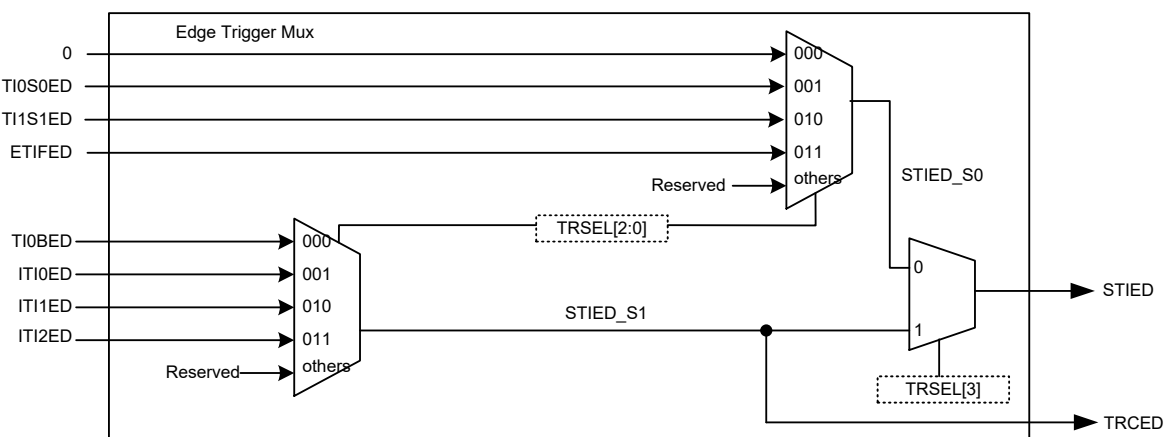 Edge Trigger Mux
0
000
TI0S0ED
001
TI1S1ED
010
ETIFED
011
Reserved
others
STIED_S0
TRSEL[2:0]
TI0BED
000
ITI0ED
001
ITI1ED
010
ITI2ED
011
Reserved
others
STIED_S1
0
1
STIED
TRSEL[3]
TRCED